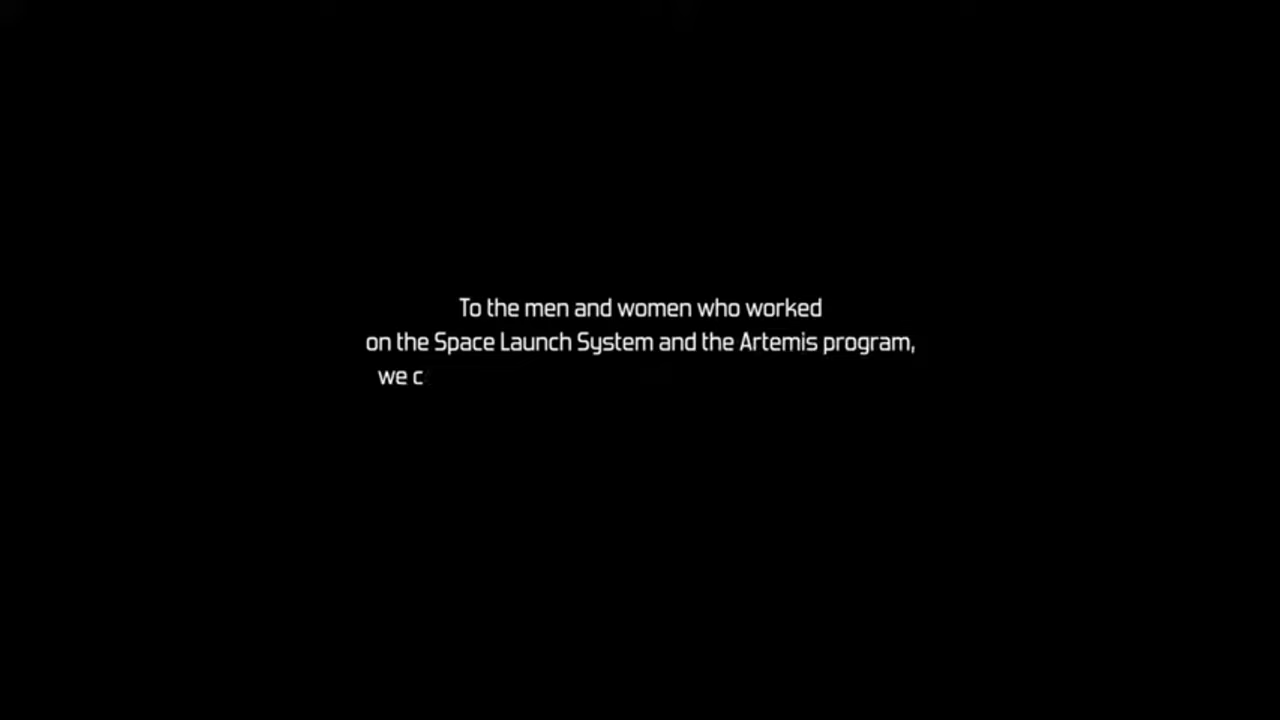 To the men and women who worked
on the Space Launch System and the Artemis program,
we c